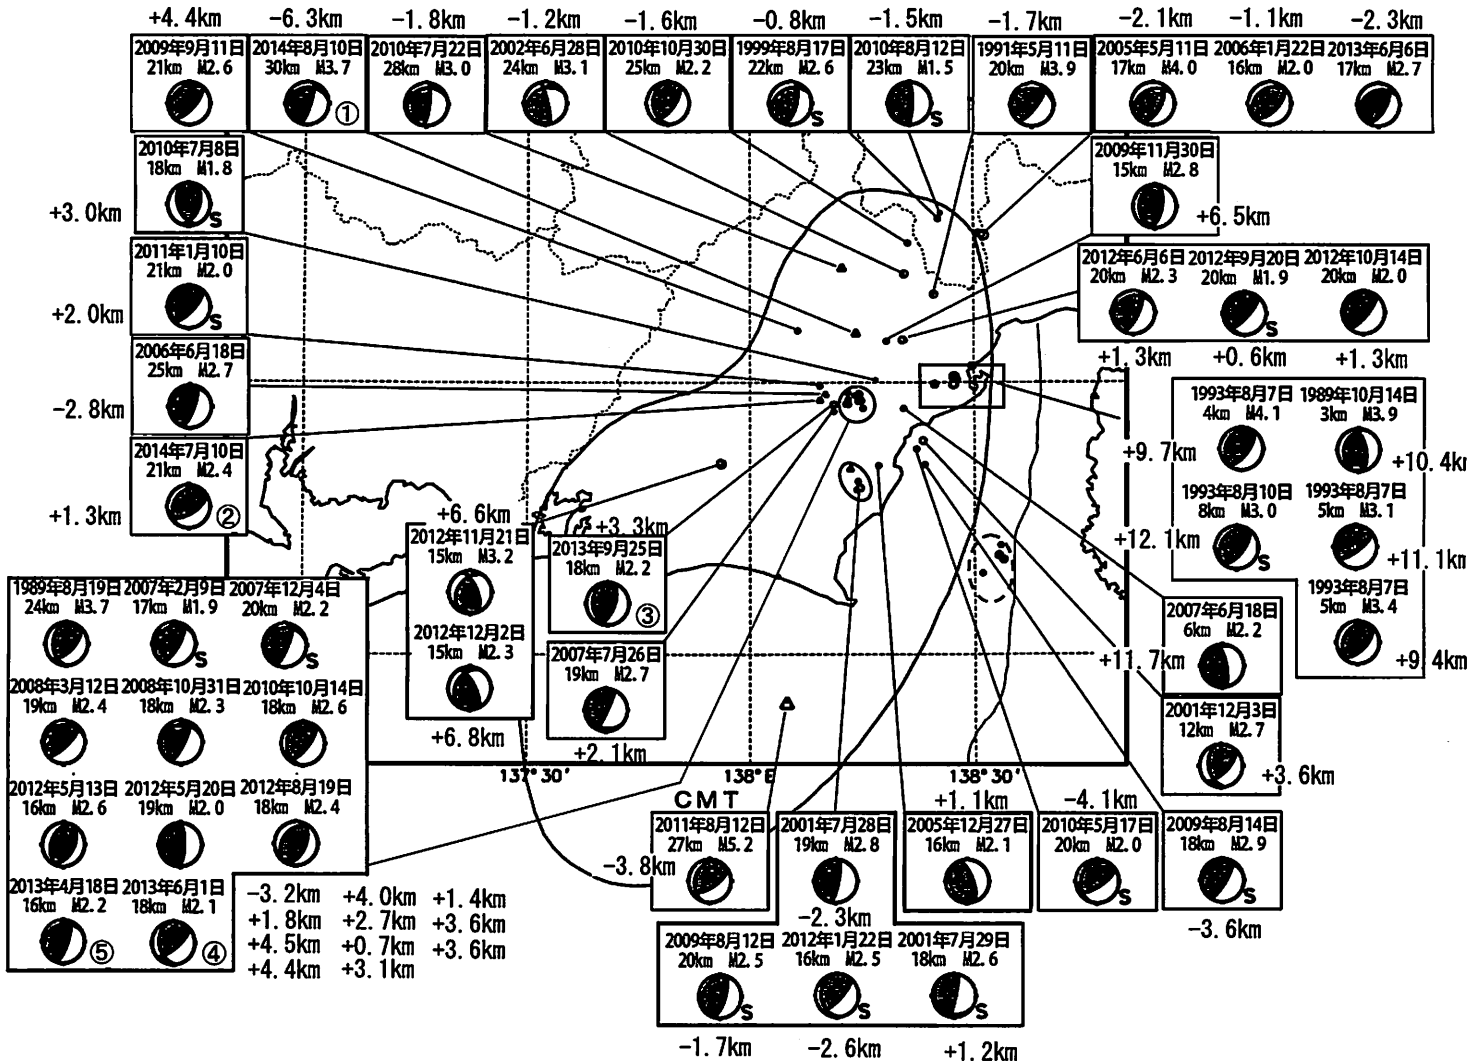 +4.4km -6.3km -1.8km -1.2km -1.6km -0.8km -1.5km -1.7km -2.1km -1.1km -2.3km
2009年9月11日 2014年8月10日 2010年7月22日 2002年6月28日 2010年10月30日 1999年8月17日 2010年8月12日 1991年5月11日 2005年5月11日 2006年1月22日 2013年6月6日
21km M2.6 30km M3.7 28km M3.0 24km M3.1 25km M2.2 22km M2.6 23km M1.5 20km M3.9 17km M4.0 16km M2.0 17km M2.7
① S S
2010年7月8日
18km M1.8
S
+3.0km
2009年11月30日
15km M2.8
+6.5km
2011年1月10日
21km M2.0
S
+2.0km
2012年6月6日 2012年9月20日 2012年10月14日
20km M2.3 20km M1.9 20km M2.0
S
+1.3km +0.6km +1.3km
2006年6月18日
25km M2.7
-2.8km
2014年7月10日
21km M2.4
②
+1.3km
1993年8月7日 1989年10月14日
4km M4.1 3km M3.9
+9.7km +10.4km
1993年8月10日 1993年8月7日
8km M3.0 5km M3.1
S
+12.1km +11.1km
1993年8月7日
5km M3.4
+9.4km
+6.6km
2012年11月21日
15km M3.2
2012年12月2日
15km M2.3
+6.8km
+3.3km
2013年9月25日
18km M2.2
③
2007年7月26日
19km M2.7
+2.1km
2007年6月18日
6km M2.2
+11.7km
2001年12月3日
12km M2.7
+3.6km
1989年8月19日 2007年2月9日 2007年12月4日
24km M3.7 17km M1.9 20km M2.2
S S
2008年3月12日 2008年10月31日 2010年10月14日
19km M2.4 18km M2.3 18km M2.6
2012年5月13日 2012年5月20日 2012年8月19日
16km M2.6 19km M2.0 18km M2.4
2013年4月18日 2013年6月1日
16km M2.2 18km M2.1
⑤ ④
-3.2km +4.0km +1.4km
+1.8km +2.7km +3.6km
+4.5km +0.7km +3.6km
+4.4km +3.1km
137°30′ 138°E 138°30′
CMT +1.1km -4.1km
2011年8月12日 2001年7月28日 2005年12月27日 2010年5月17日 2009年8月14日
27km M5.2 19km M2.8 16km M2.1 20km M2.0 18km M2.9
S S
-3.8km -2.3km -3.6km
2009年8月12日 2012年1月22日 2001年7月29日
20km M2.5 16km M2.5 18km M2.6
S S S
-1.7km -2.6km +1.2km